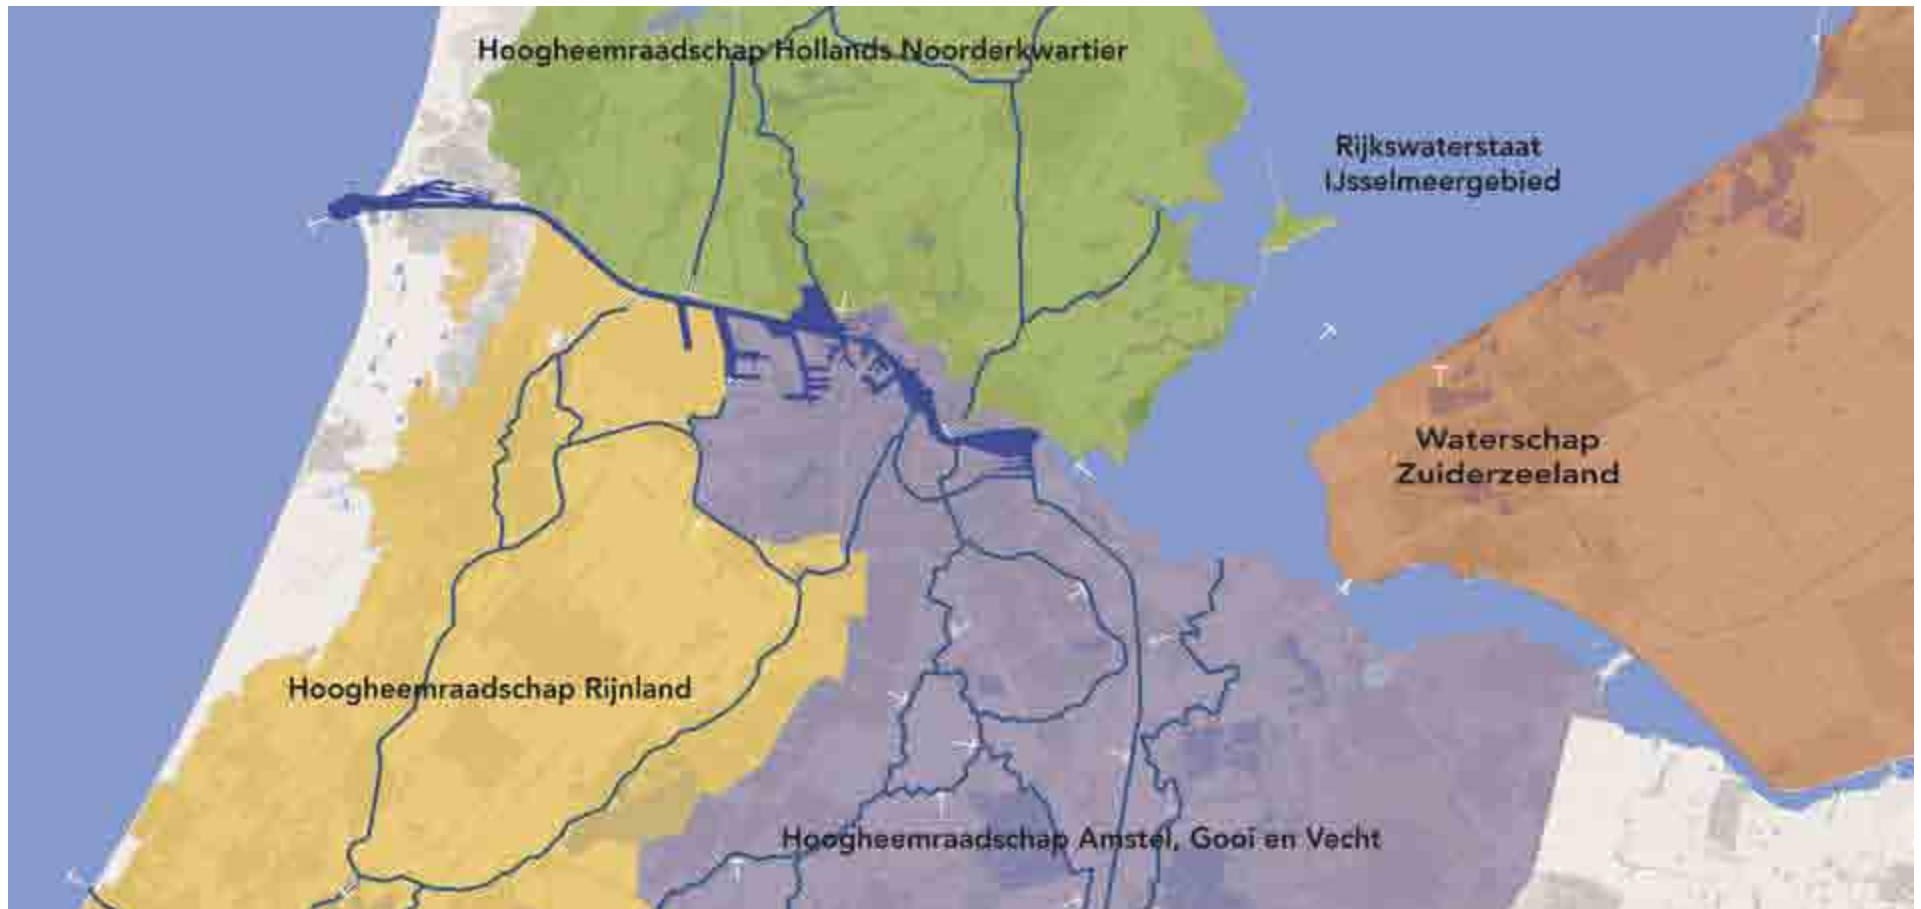 Hoogheemraadschap Hollands Noorderkwartier
Rijkswaterstaat
IJsselmeergebied
Waterschap
Zuiderzeeland
Hoogheemraadschap Rijnland
Hoogheemraadschap Amstel, Gooi en Vecht